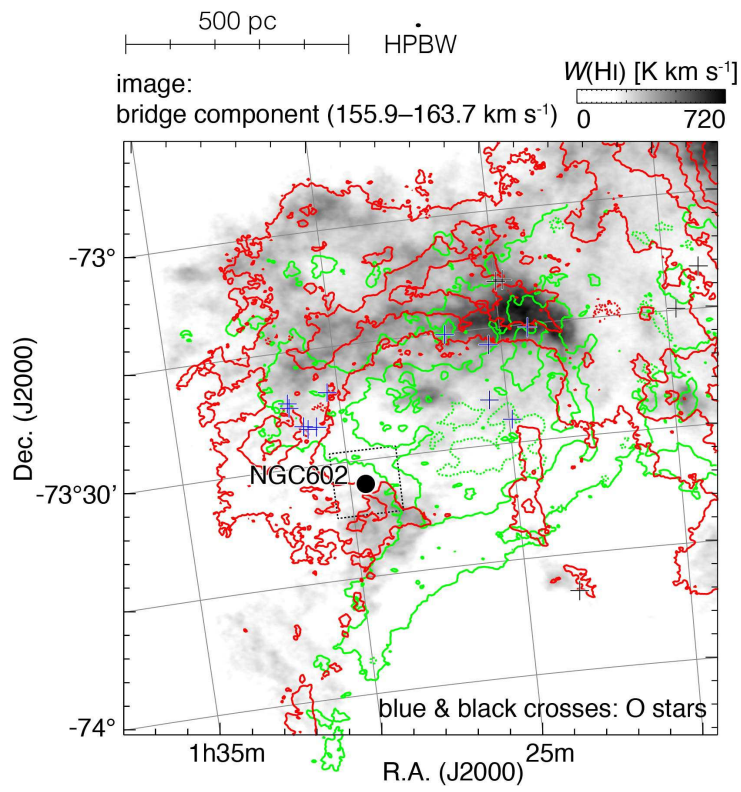 500 pc
HPBW
image:
W(HI) [K km s⁻¹]
bridge component (155.9–163.7 km s⁻¹)
0 720
-73°
Dec. (J2000)
NGC602
-73°30'
blue & black crosses: O stars
-74°
1h35m 25m
R.A. (J2000)